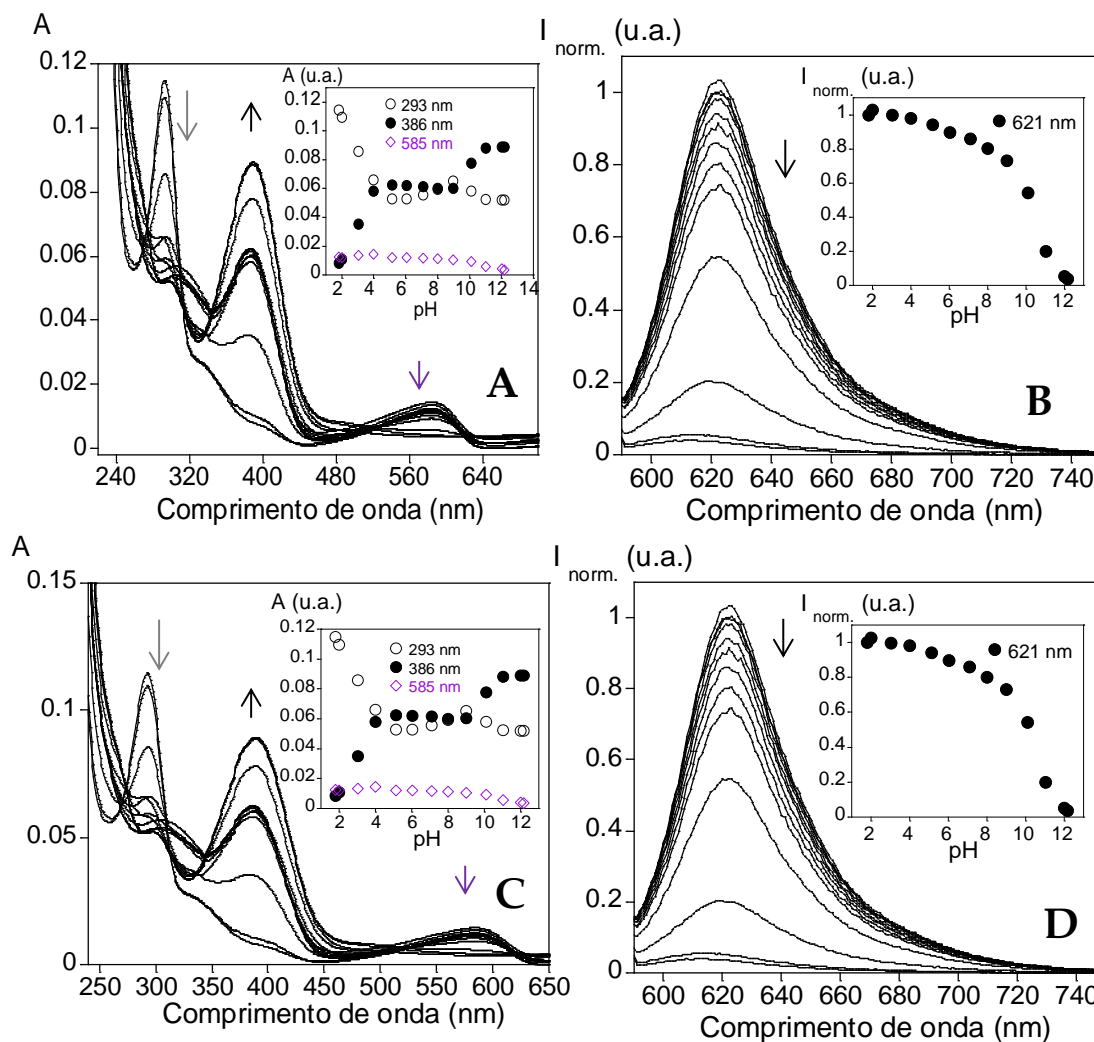 A
0.12
0.1
0.08
0.06
0.04
0.02
0
240 320 400 480 560 640
Comprimento de onda (nm)
A (u.a.)
0.12
0.1
0.08
0.06
0.04
0.02
0
2 4 6 8 10 12 14
pH
293 nm
386 nm
585 nm
A
I norm. (u.a.)
1
0.8
0.6
0.4
0.2
0
600 620 640 660 680 700 720 740
Comprimento de onda (nm)
I norm. (u.a.)
1
0.8
0.6
0.4
0.2
0
2 4 6 8 10 12
pH
621 nm
B
A
0.15
0.1
0.05
0
250 300 350 400 450 500 550 600 650
Comprimento de onda (nm)
A (u.a.)
0.12
0.1
0.08
0.06
0.04
0.02
0
2 4 6 8 10 12
pH
293 nm
386 nm
585 nm
C
I norm. (u.a.)
1
0.8
0.6
0.4
0.2
0
600 620 640 660 680 700 720 740
Comprimento de onda (nm)
I norm. (u.a.)
1
0.8
0.6
0.4
0.2
0
2 4 6 8 10 12
pH
621 nm
D